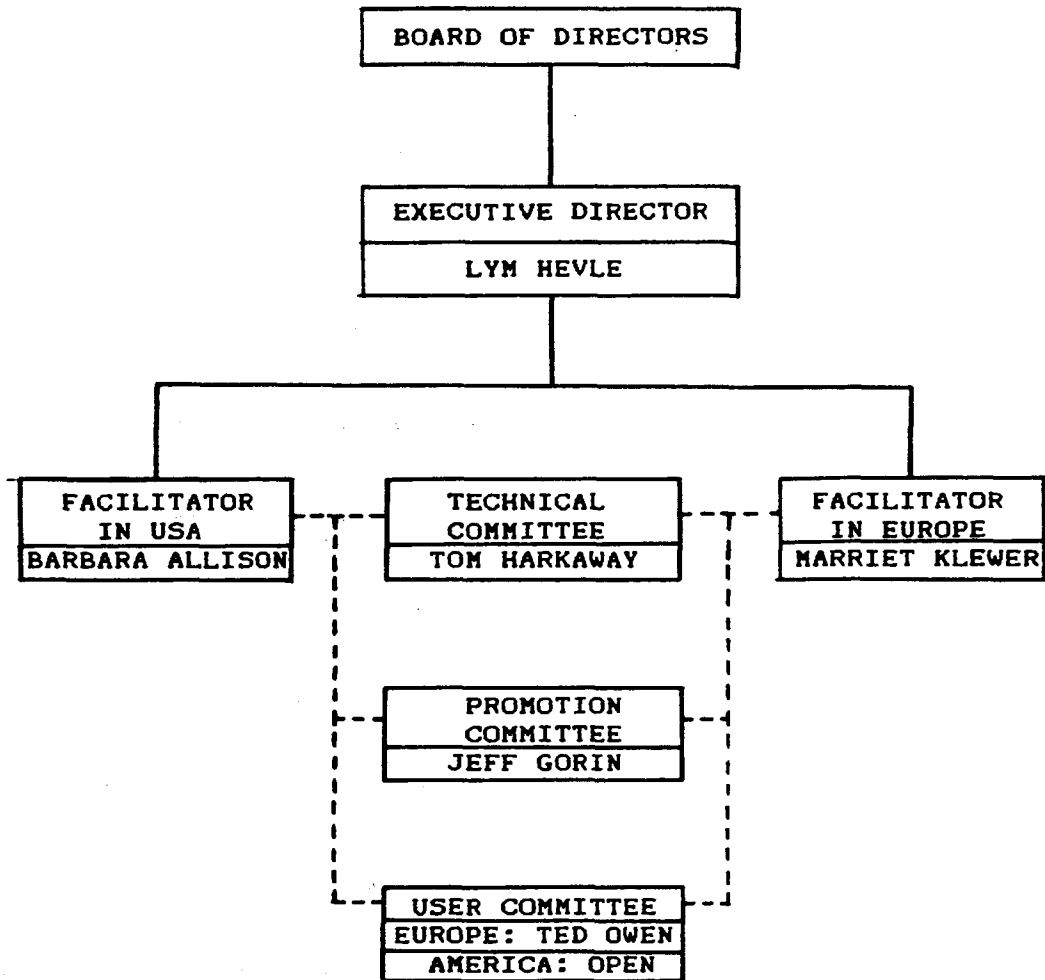 BOARD OF DIRECTORS
EXECUTIVE DIRECTOR
LYM HEVLE
FACILITATOR
IN USA
BARBARA ALLISON
TECHNICAL
COMMITTEE
TOM HARKAWAY
FACILITATOR
IN EUROPE
MARRIET KLEWER
PROMOTION
COMMITTEE
JEFF GORIN
USER COMMITTEE
EUROPE: TED OWEN
AMERICA: OPEN